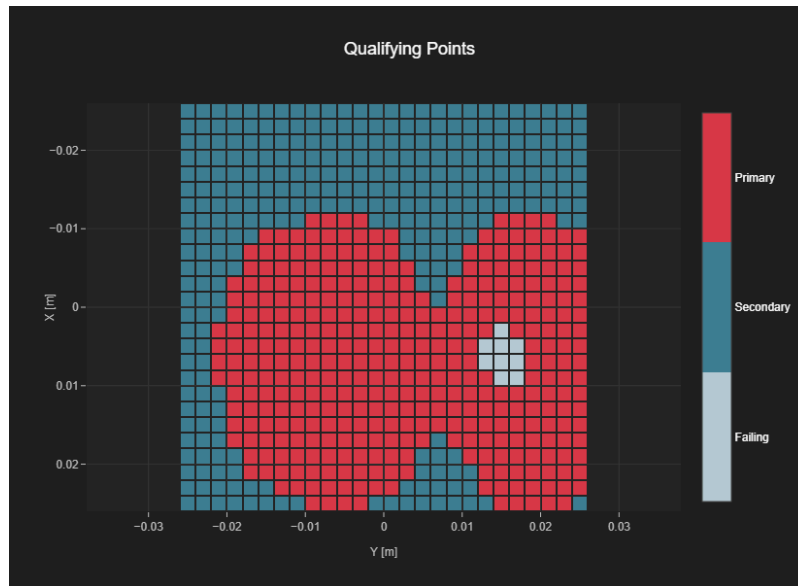 Qualifying Points
−0.02
−0.01
0
0.01
0.02
X [m]
−0.03
−0.02
−0.01
0
0.01
0.02
0.03
Y [m]
Primary
Secondary
Failing